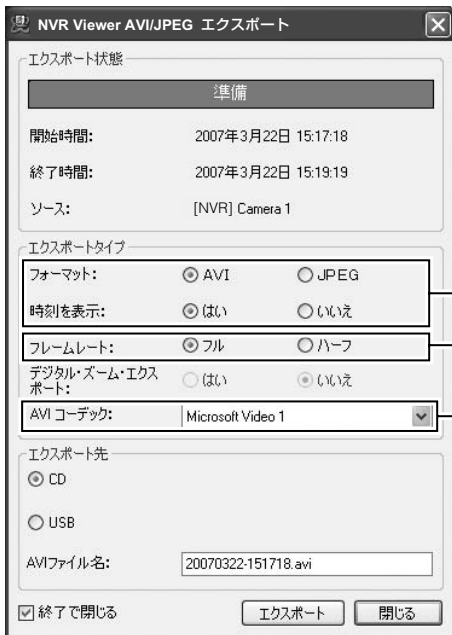 NVR Viewer AVI/JPEG エクスポート
エクスポート状態
準備
開始時間: 2007年3月22日 15:17:18
終了時間: 2007年3月22日 15:19:19
ソース: [NVR] Camera 1
エクスポートタイプ
フォーマット: AVI JPEG
時刻を表示: はい いいえ
フレームレート: フル ハーフ
デジタル・ズーム・エクス
ポート: はい いいえ
AVI コーデック: Microsoft Video 1
エクスポート先
CD
USB
AVIファイル名: 20070322-151718.avi
終了で閉じる エクスポート 閉じる